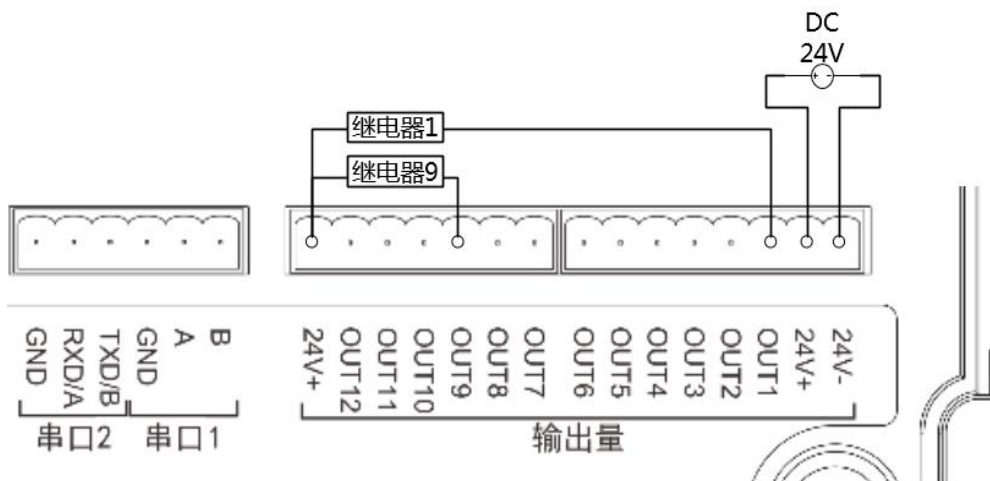 DC
24V
继电器1
继电器9
GND
RXD/A
TXD/B
GND
A
B
24V+
OUT12
OUT11
OUT10
OUT9
OUT8
OUT7
OUT6
OUT5
OUT4
OUT3
OUT2
OUT1
24V+
24V-
串口2
串口1
输出量